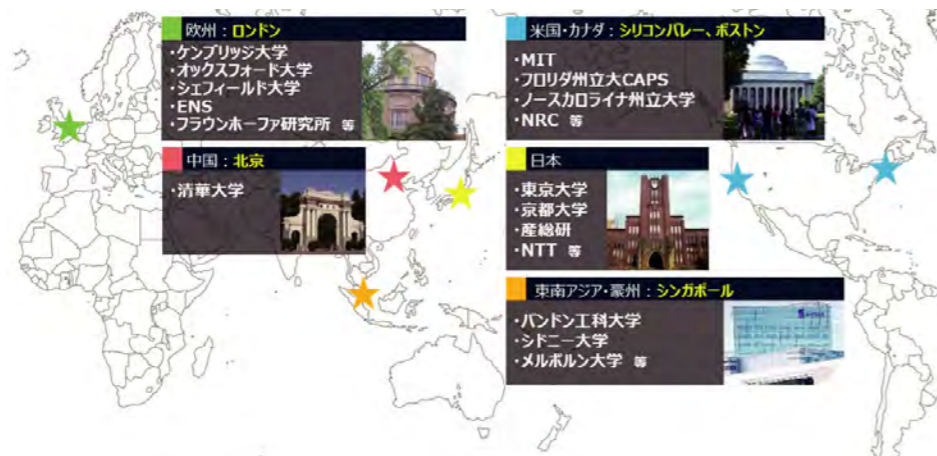 欧州：ロンドン
・ケンブリッジ大学
・オックスフォード大学
・シェフィールド大学
・ENS
・フラウンホーファ研究所 等
米国・カナダ：シリコンバレー、ボストン
・MIT
・フロリダ州立大CAPS
・ノースカロライナ州立大学
・NRC 等
中国：北京
・清華大学
日本
・東京大学
・京都大学
・産総研
・NTT 等
東南アジア・豪州：シンガポール
・バンドン工科大学
・シドニー大学
・メルボルン大学 等